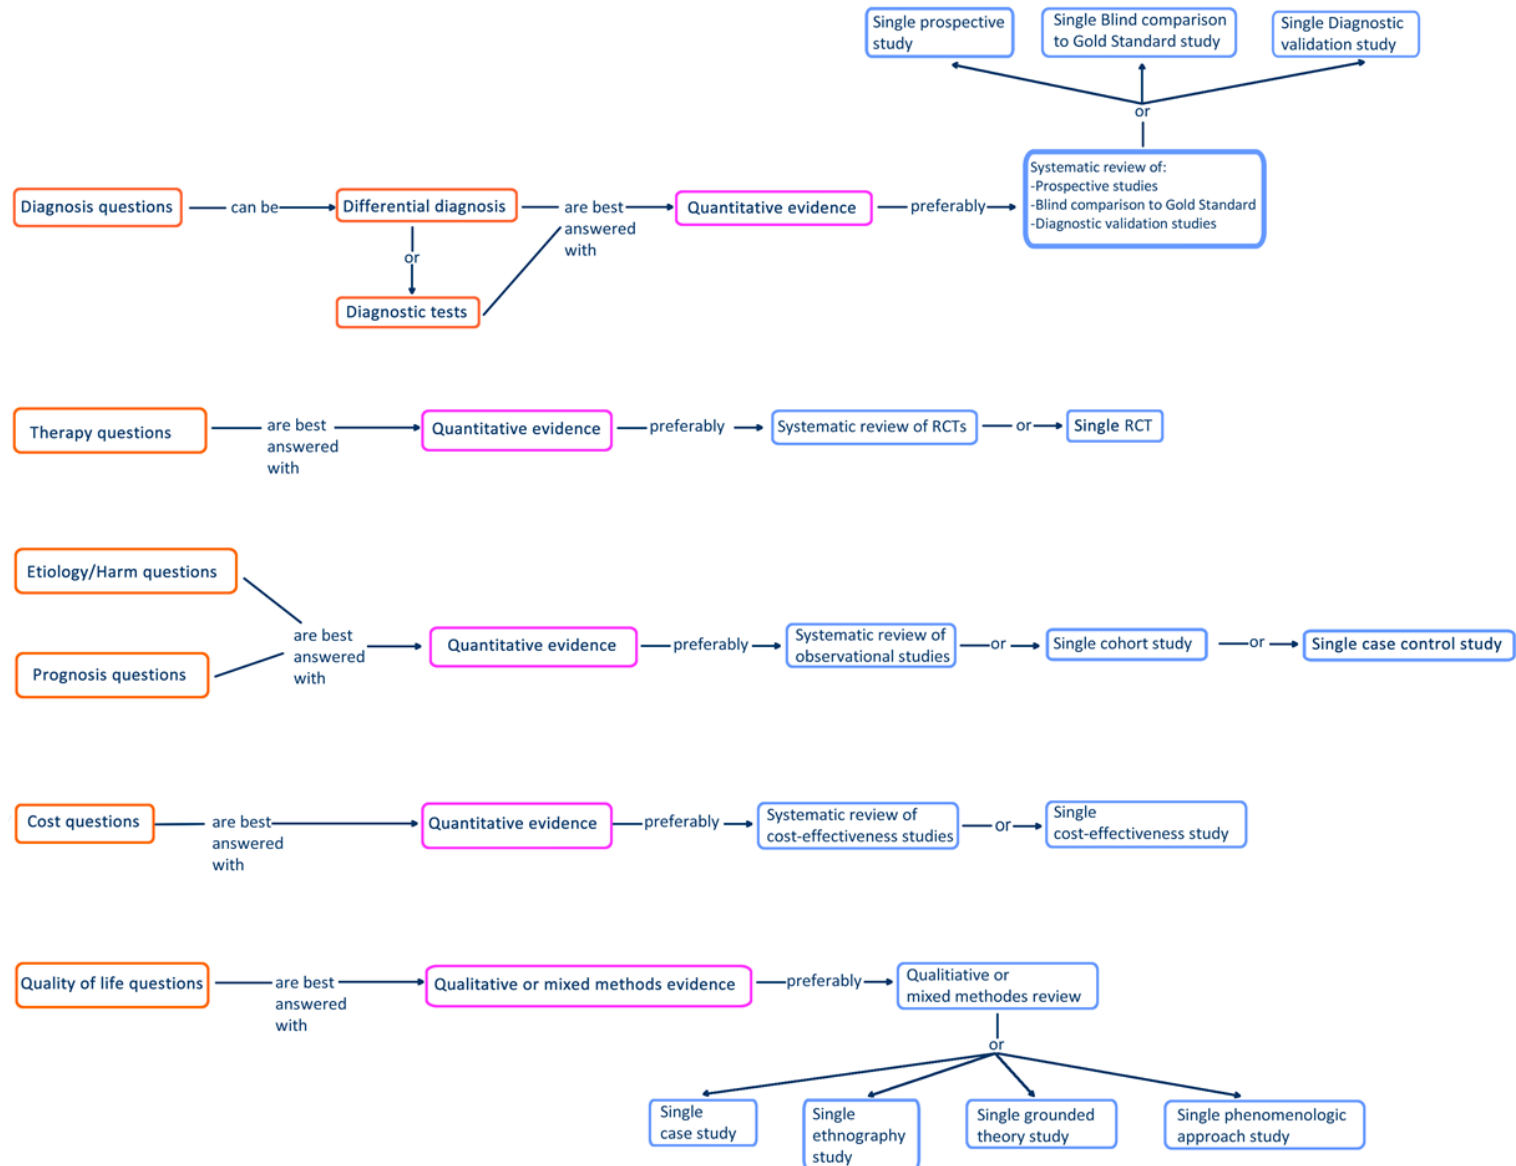 Single prospective
study
Single Blind comparison
to Gold Standard study
Single Diagnostic
validation study
or
Systematic review of:
-Prospective studies
-Blind comparison to Gold Standard
-Diagnostic validation studies
Diagnosis questions
can be
Differential diagnosis
are best
answered
with
Quantitative evidence
preferably
or
Diagnostic tests
Therapy questions
are best
answered
with
Quantitative evidence
preferably
Systematic review of RCTs
or
Single RCT
Etiology/Harm questions
Prognosis questions
are best
answered
with
Quantitative evidence
preferably
Systematic review of
observational studies
or
Single cohort study
or
Single case control study
Cost questions
are best
answered
with
Quantitative evidence
preferably
Systematic review of
cost-effectiveness studies
or
Single
cost-effectiveness study
Quality of life questions
are best
answered
with
Qualitative or mixed methods evidence
preferably
Qualitiative or
mixed methodes review
or
Single
case study
Single
ethnography
study
Single grounded
theory study
Single phenomenologic
approach study